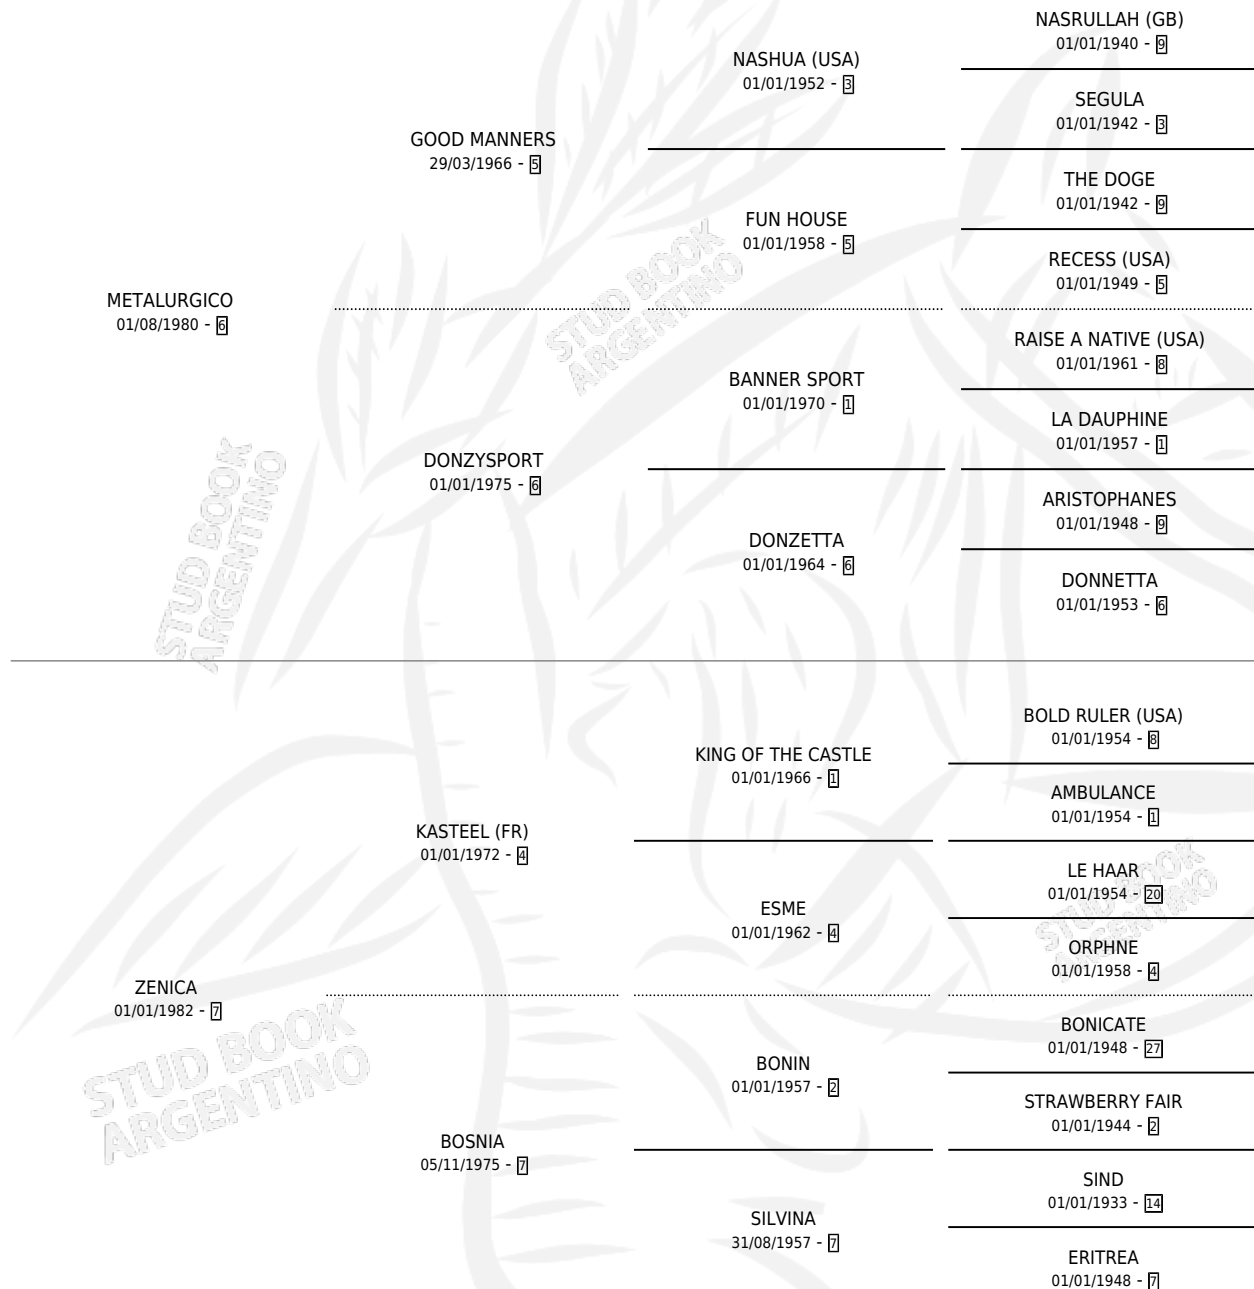 NASRULLAH (GB)
01/01/1940 - 9
NASHUA (USA)
01/01/1952 - 3
SEGULA
01/01/1942 - 3
GOOD MANNERS
29/03/1966 - 5
THE DOGE
01/01/1942 - 9
FUN HOUSE
01/01/1958 - 5
RECESS (USA)
01/01/1949 - 5
METALURGICO
01/08/1980 - 6
RAISE A NATIVE (USA)
01/01/1961 - 8
BANNER SPORT
01/01/1970 - 1
LA DAUPHINE
01/01/1957 - 1
DONZYSPORT
01/01/1975 - 6
ARISTOPHANES
01/01/1948 - 9
DONZETTA
01/01/1964 - 6
DONNETTA
01/01/1953 - 6
BOLD RULER (USA)
01/01/1954 - 8
KING OF THE CASTLE
01/01/1966 - 1
AMBULANCE
01/01/1954 - 1
KASTEEL (FR)
01/01/1972 - 4
LE HAAR
01/01/1954 - 20
ESME
01/01/1962 - 4
ORPHNE
01/01/1958 - 4
ZENICA
01/01/1982 - 7
BONICATE
01/01/1948 - 27
BONIN
01/01/1957 - 2
STRAWBERRY FAIR
01/01/1944 - 2
BOSNIA
05/11/1975 - 7
SIND
01/01/1933 - 14
SILVINA
31/08/1957 - 7
ERITREA
01/01/1948 - 7
STUD BOOK
ARGENTINO
STUD BOOK
ARGENTINO
STUD BOOK
ARGENTINO
STUD BOOK
ARGENTINO